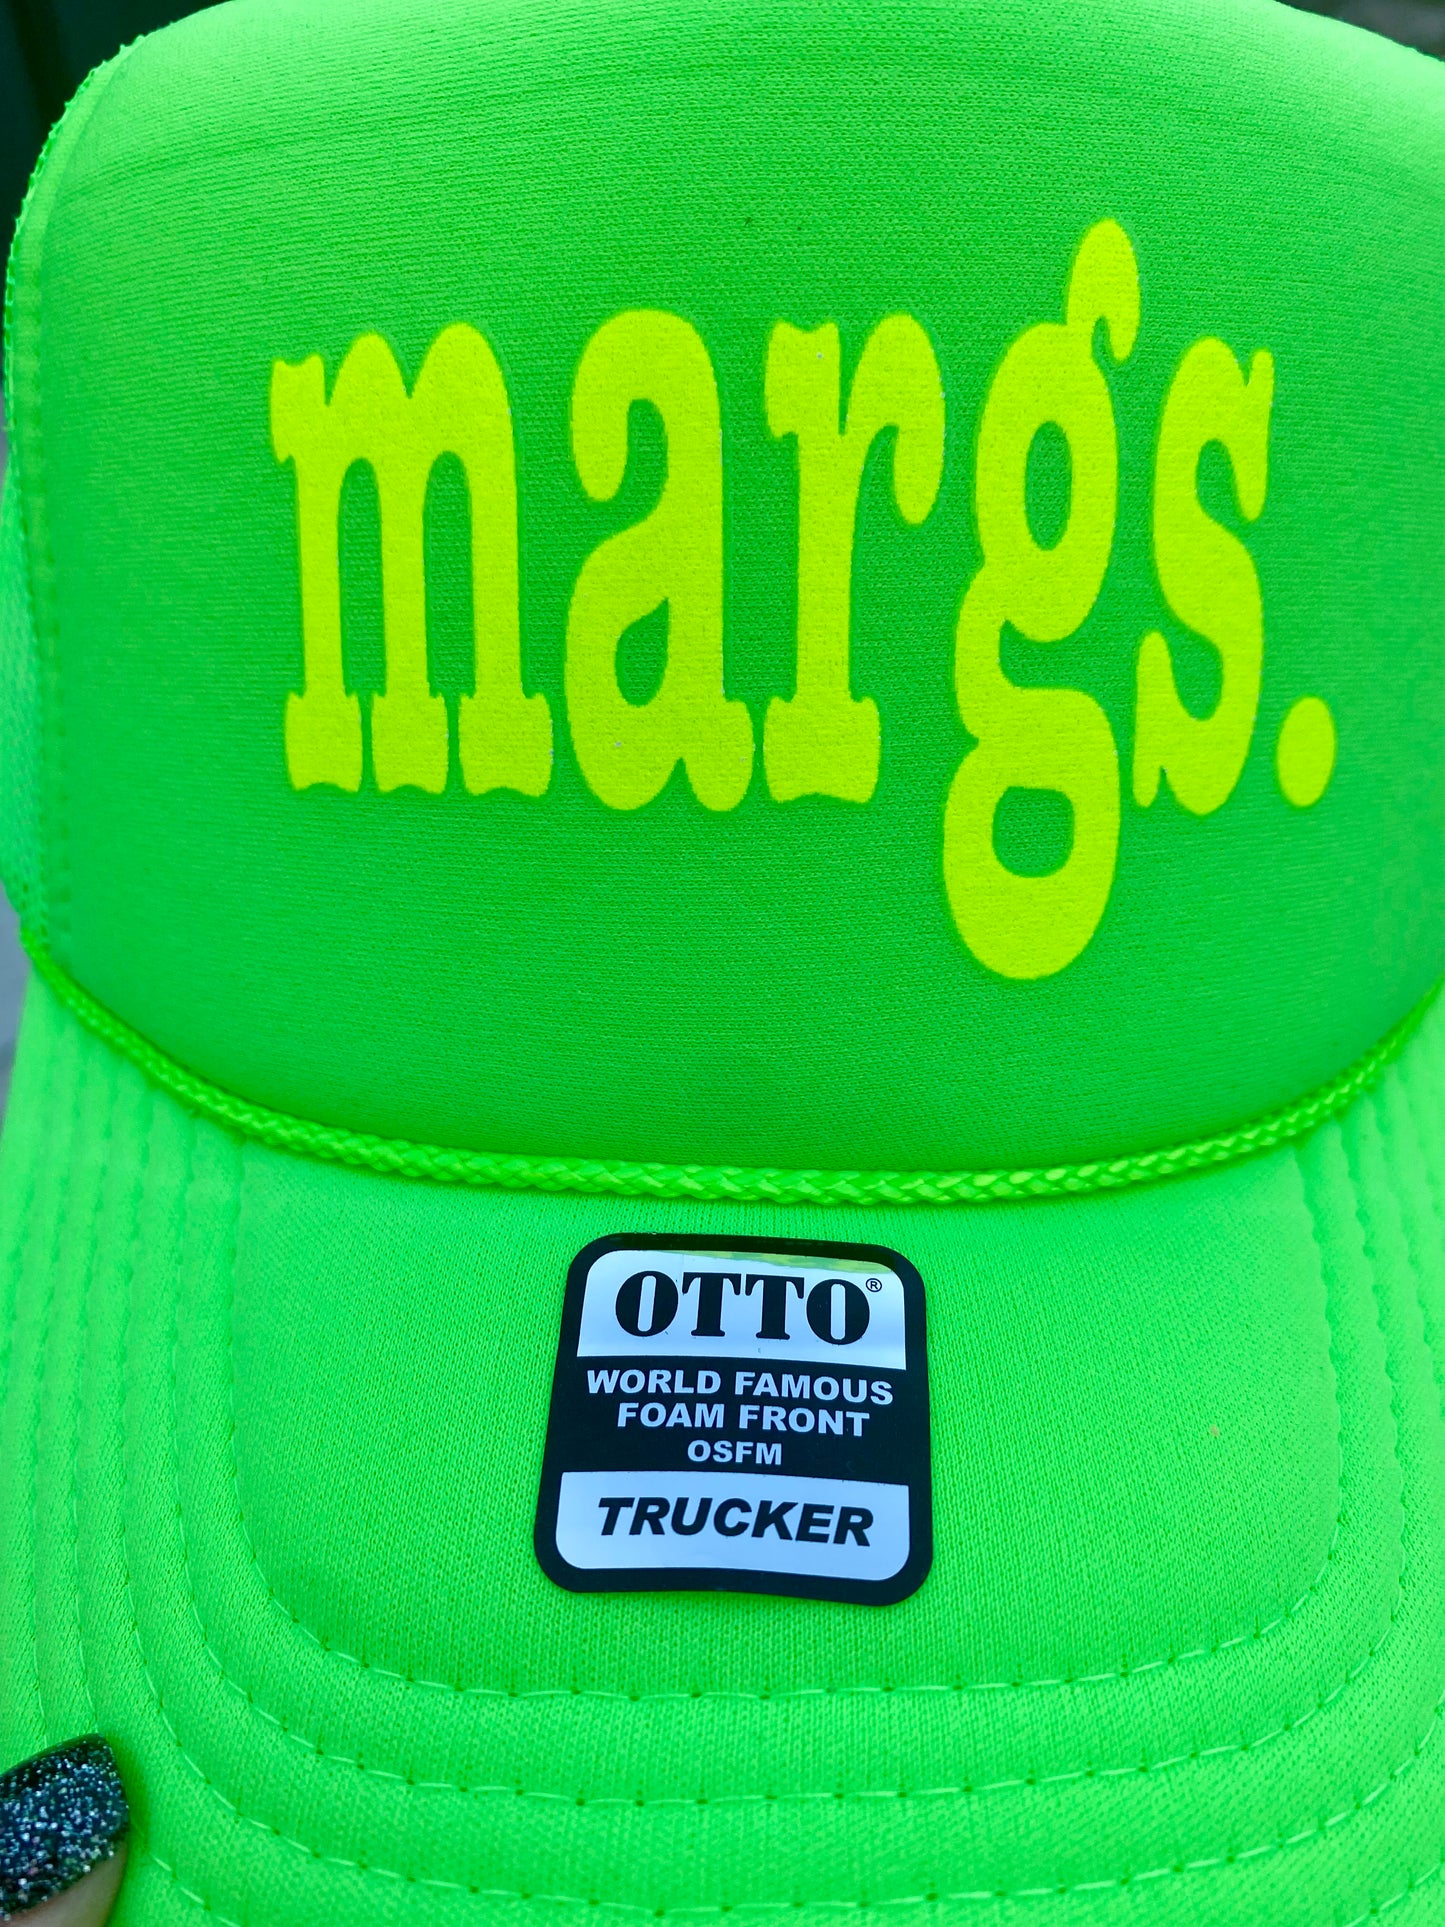 margs.
OTTO®
WORLD FAMOUS
FOAM FRONT
OSFM
TRUCKER